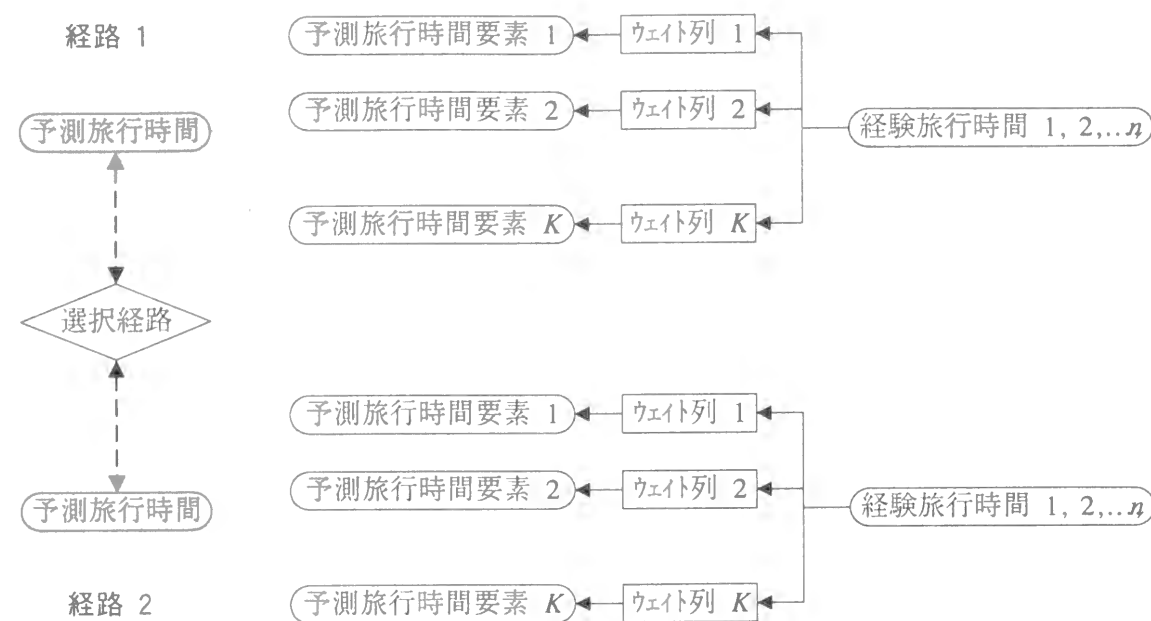 経路 1
予測旅行時間要素 1
ウェイト列 1
予測旅行時間
予測旅行時間要素 2
ウェイト列 2
経験旅行時間 1, 2,..n
予測旅行時間要素 K
ウェイト列 K
選択経路
予測旅行時間要素 1
ウェイト列 1
予測旅行時間
予測旅行時間要素 2
ウェイト列 2
経験旅行時間 1, 2,..n
経路 2
予測旅行時間要素 K
ウェイト列 K